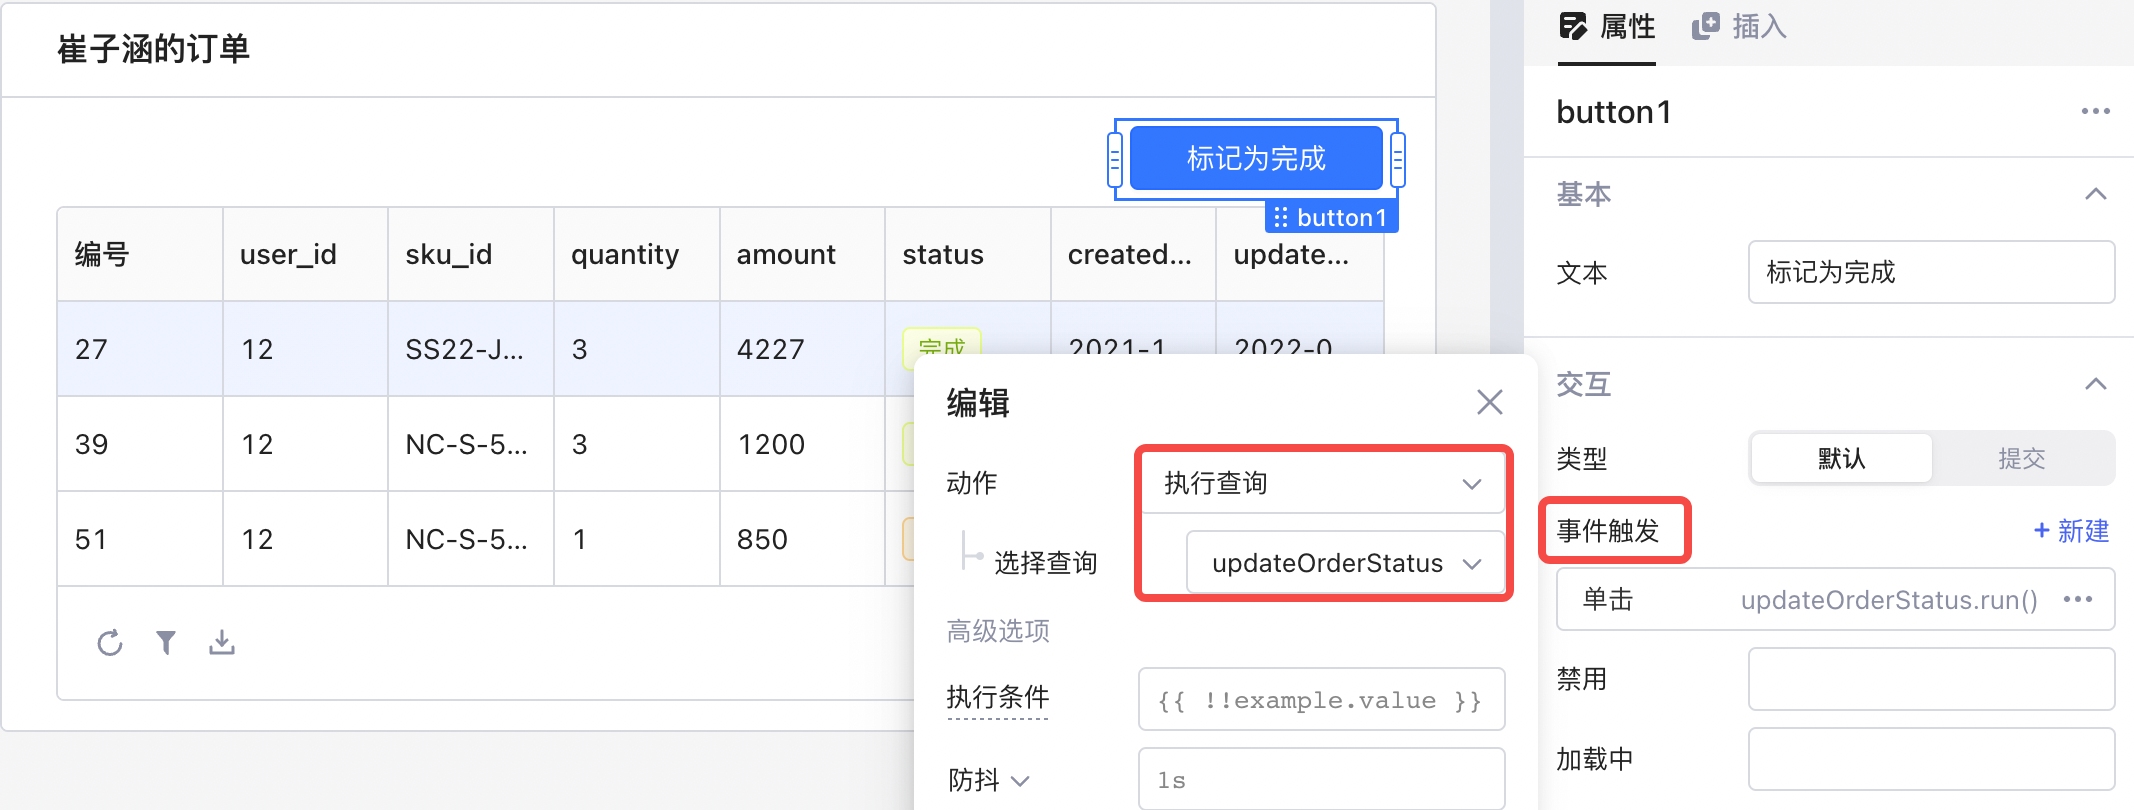 崔子涵的订单
标记为完成
button1
编号 user_id sku_id quantity amount status created... update...
27 12 SS22-J... 3 4227 完成 2021-1 2022-0
39 12 NC-S-5... 3 1200
51 12 NC-S-5... 1 850
编辑
动作 执行查询
选择查询 updateOrderStatus
高级选项
执行条件 {{ !!example.value }}
防抖 1s
属性 插入
button1
基本
文本 标记为完成
交互
类型 默认 提交
事件触发 + 新建
单击 updateOrderStatus.run()
禁用
加载中